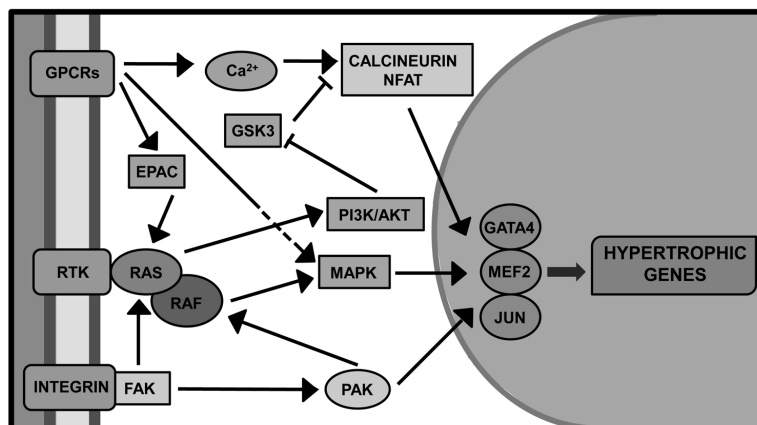 GPCRs
Ca²⁺
CALCINEURIN
NFAT
GSK3
EPAC
PI3K/AKT
GATA4
RTK
RAS
MAPK
MEF2
HYPERTROPHIC
GENES
RAF
JUN
INTEGRIN
FAK
PAK